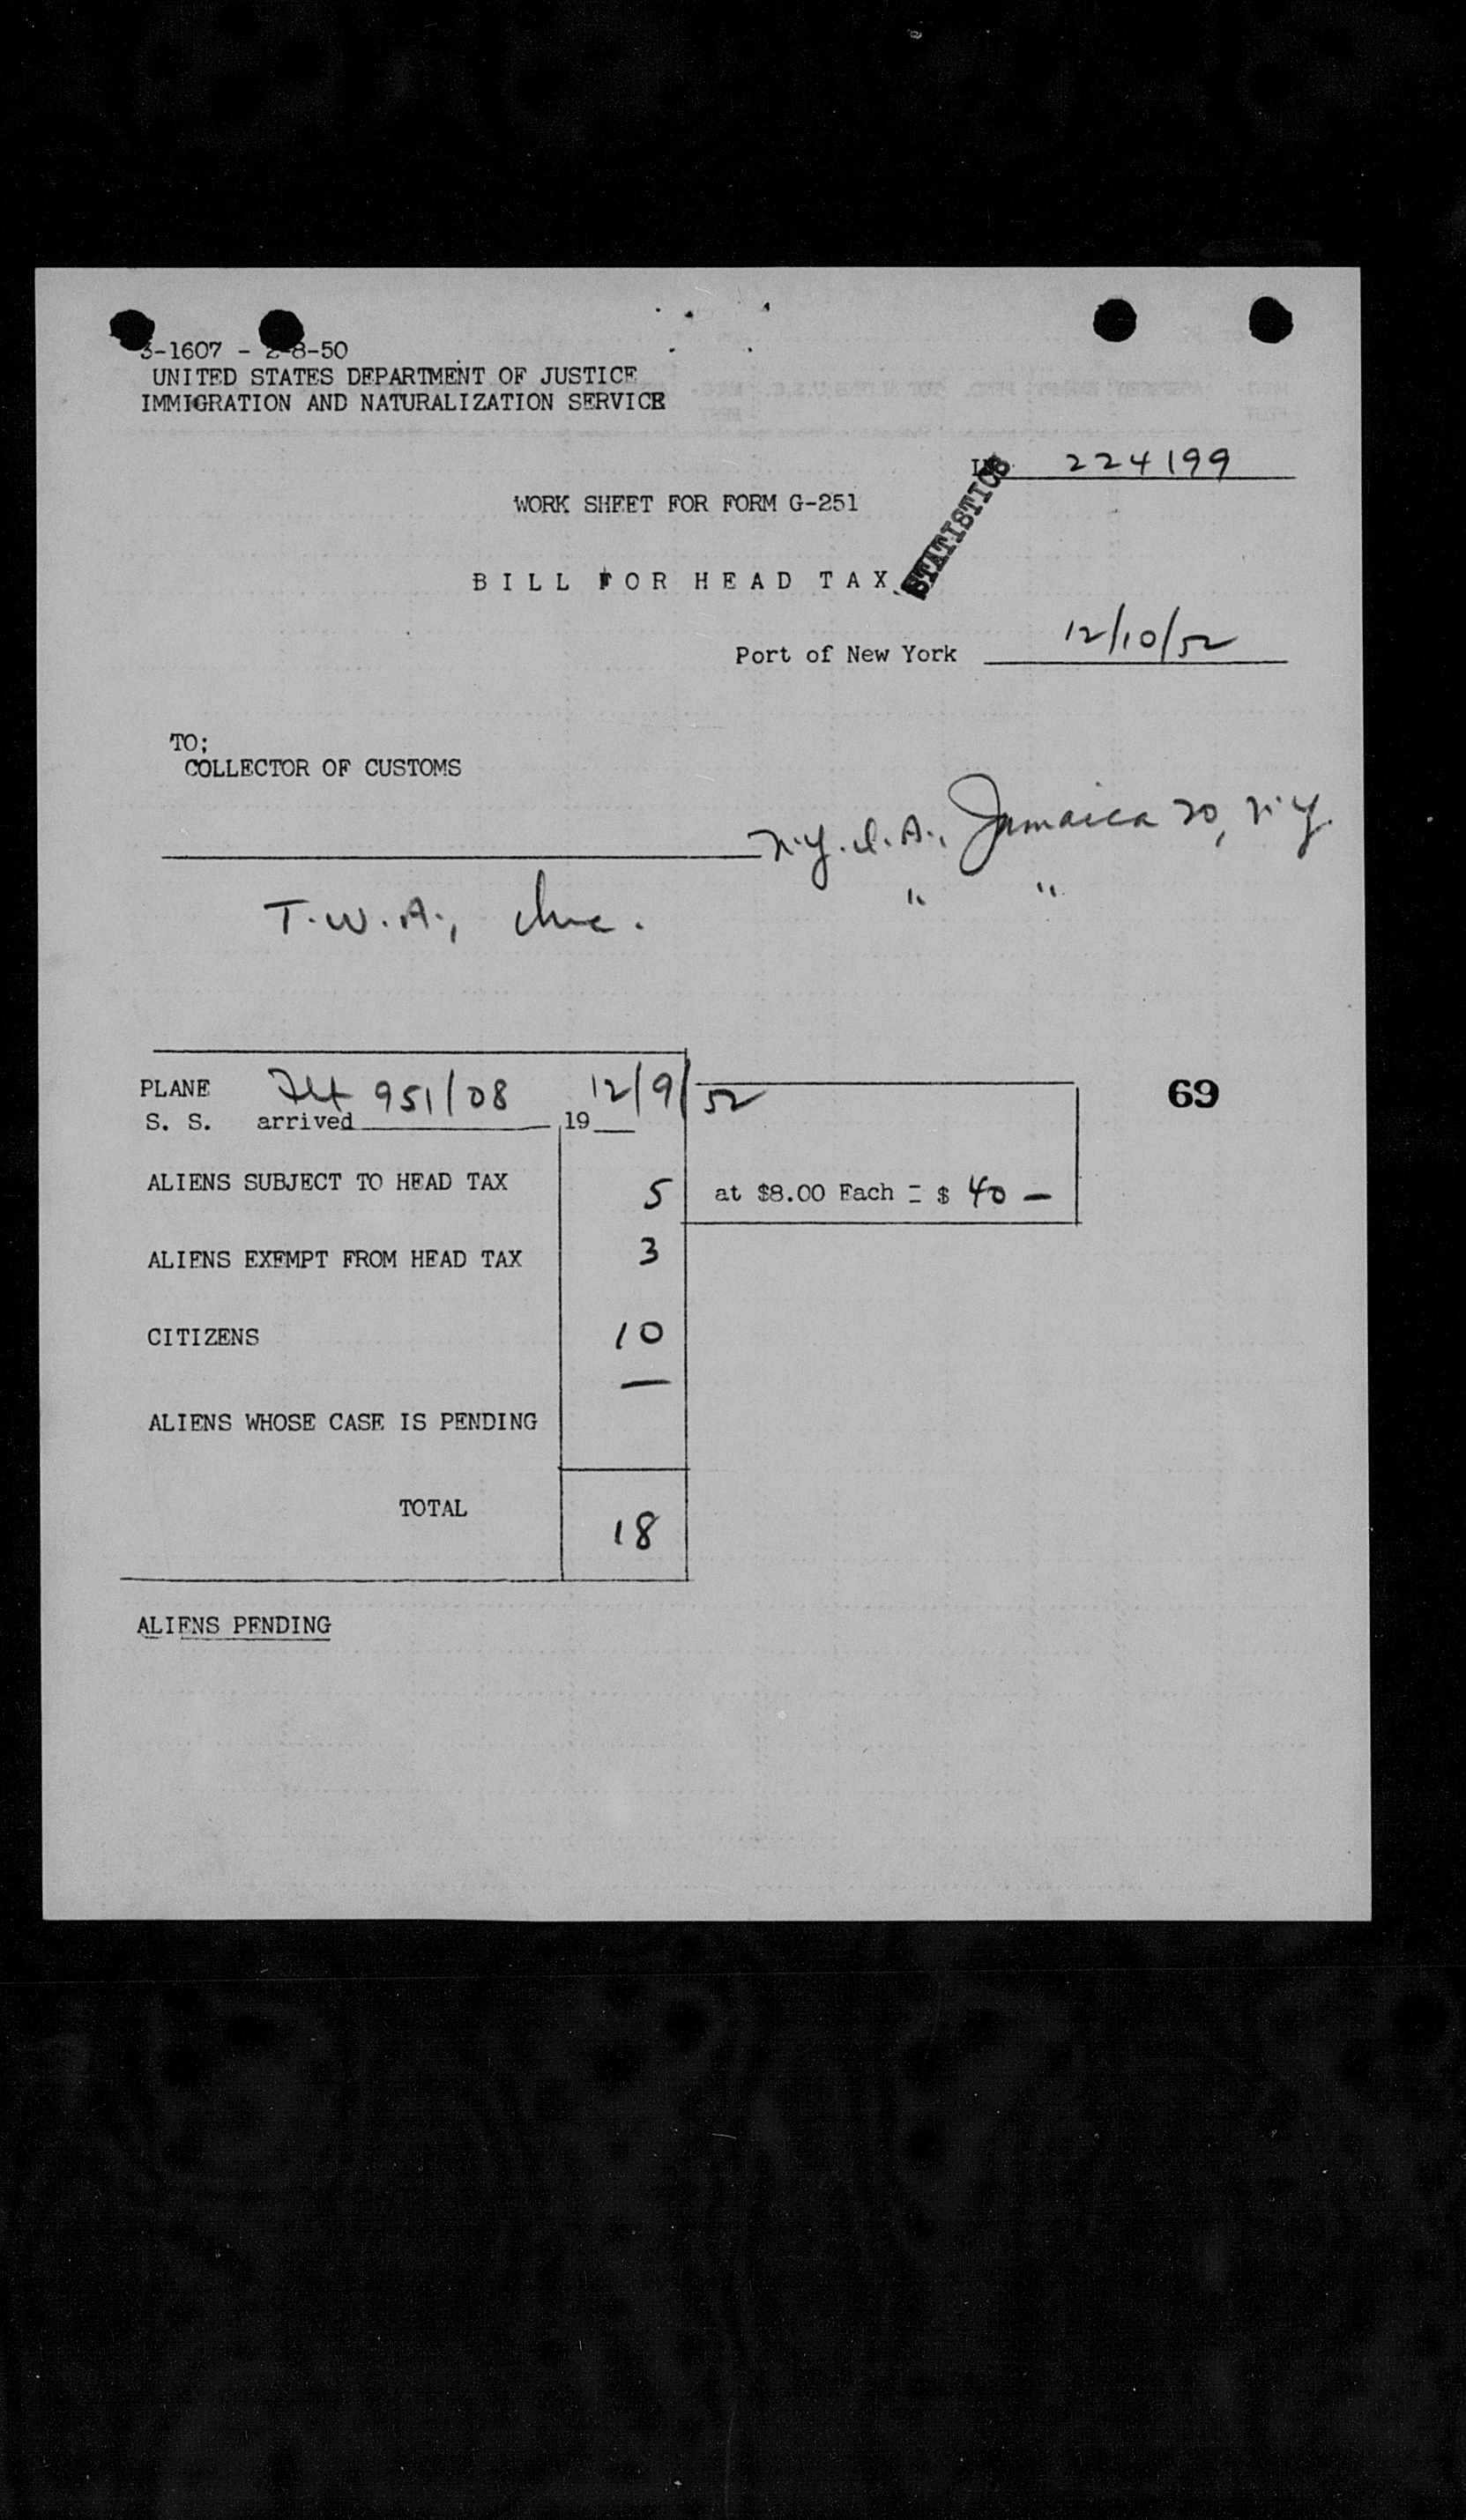 3-1607 - 2-8-50
UNITED STATES DEPARTMENT OF JUSTICE
IMMIGRATION AND NATURALIZATION SERVICE
224199
STATISTICS
WORK SHEET FOR FORM G-251
BILL FOR HEAD TAX
Port of New York 12/10/52
TO;
COLLECTOR OF CUSTOMS
N.Y.I.A., Jamaica 30, N.Y.
T.W.A., Inc. " "
PLANE Flt 951/08 12/9/52
S. S. arrived 19
69
ALIENS SUBJECT TO HEAD TAX 5 at $8.00 Each = $ 40 —
ALIENS EXEMPT FROM HEAD TAX 3
CITIZENS 10
—
ALIENS WHOSE CASE IS PENDING
TOTAL 18
ALIENS PENDING